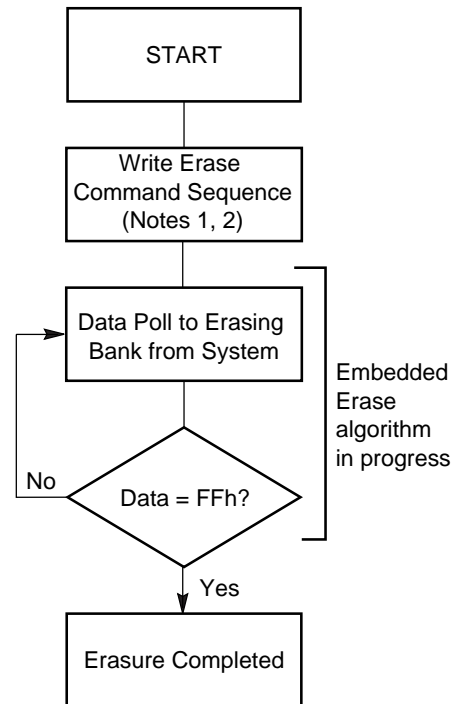 START
Write Erase
Command Sequence
(Notes 1, 2)
Data Poll to Erasing
Bank from System
Embedded
Erase
algorithm
in progress
No
Data = FFh?
Yes
Erasure Completed